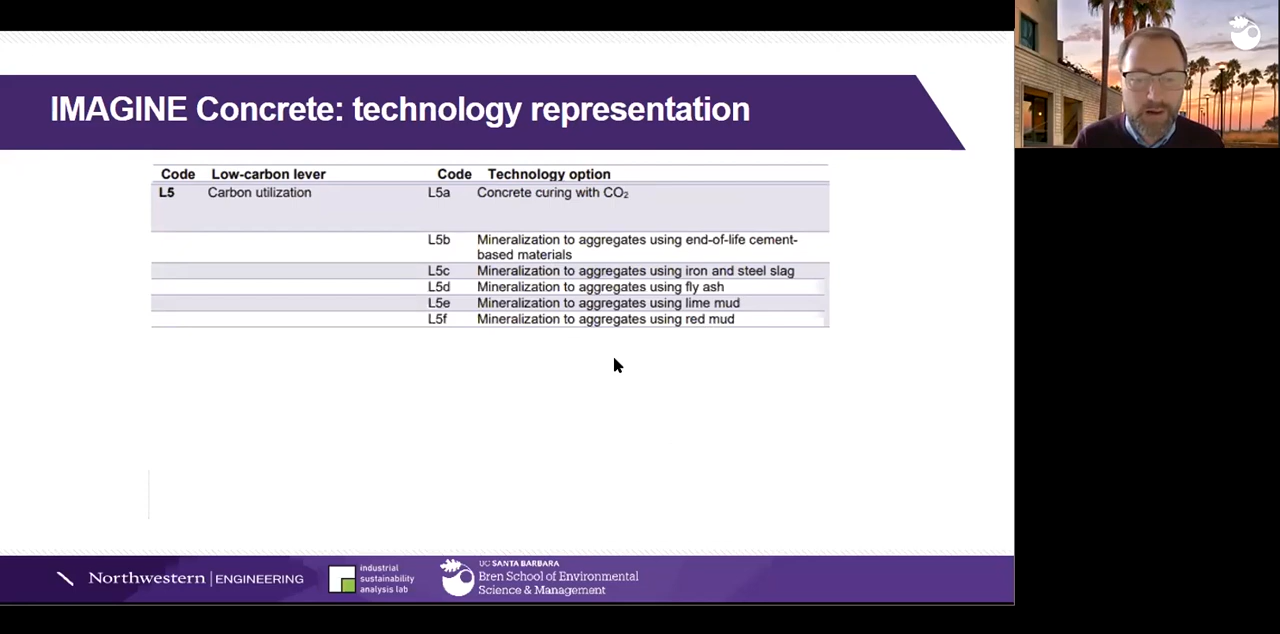 IMAGINE Concrete: technology representation
Code Low-carbon lever Code Technology option
L5 Carbon utilization L5a Concrete curing with CO₂
L5b Mineralization to aggregates using end-of-life cement-
based materials
L5c Mineralization to aggregates using iron and steel slag
L5d Mineralization to aggregates using fly ash
L5e Mineralization to aggregates using lime mud
L5f Mineralization to aggregates using red mud
Northwestern | ENGINEERING
industrial
sustainability
analysis lab
UC SANTA BARBARA
Bren School of Environmental
Science & Management